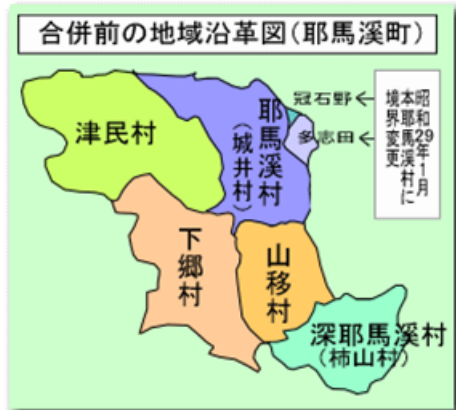 合併前の地域沿革図(耶馬溪町)
津民村
耶馬溪村
(城井村)
冠石野←
多志田←
昭和29年1月
本耶馬溪村に
境界変更
下郷村
山移村
深耶馬溪村
(柿山村)